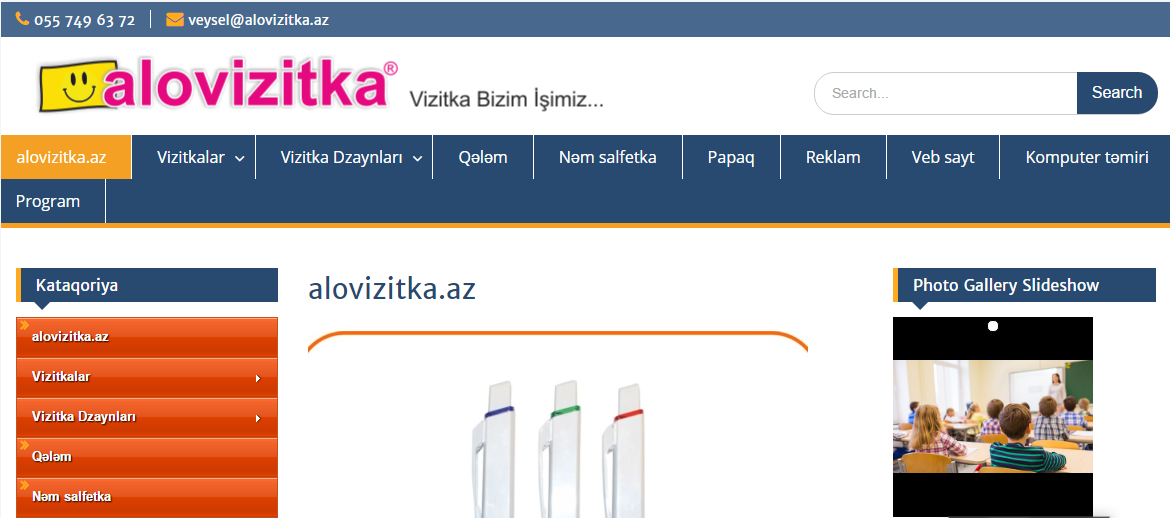 055 749 63 72 veysel@alovizitka.az
alovizitka® Vizitka Bizim İşimiz...
Search... Search
alovizitka.az Vizitkalar Vizitka Dzaynları Qələm Nəm salfetka Papaq Reklam Veb sayt Komputer təmiri
Program
Kataqoriya
alovizitka.az
Vizitkalar
Vizitka Dzaynları
Qələm
Nəm salfetka
alovizitka.az
Photo Gallery Slideshow